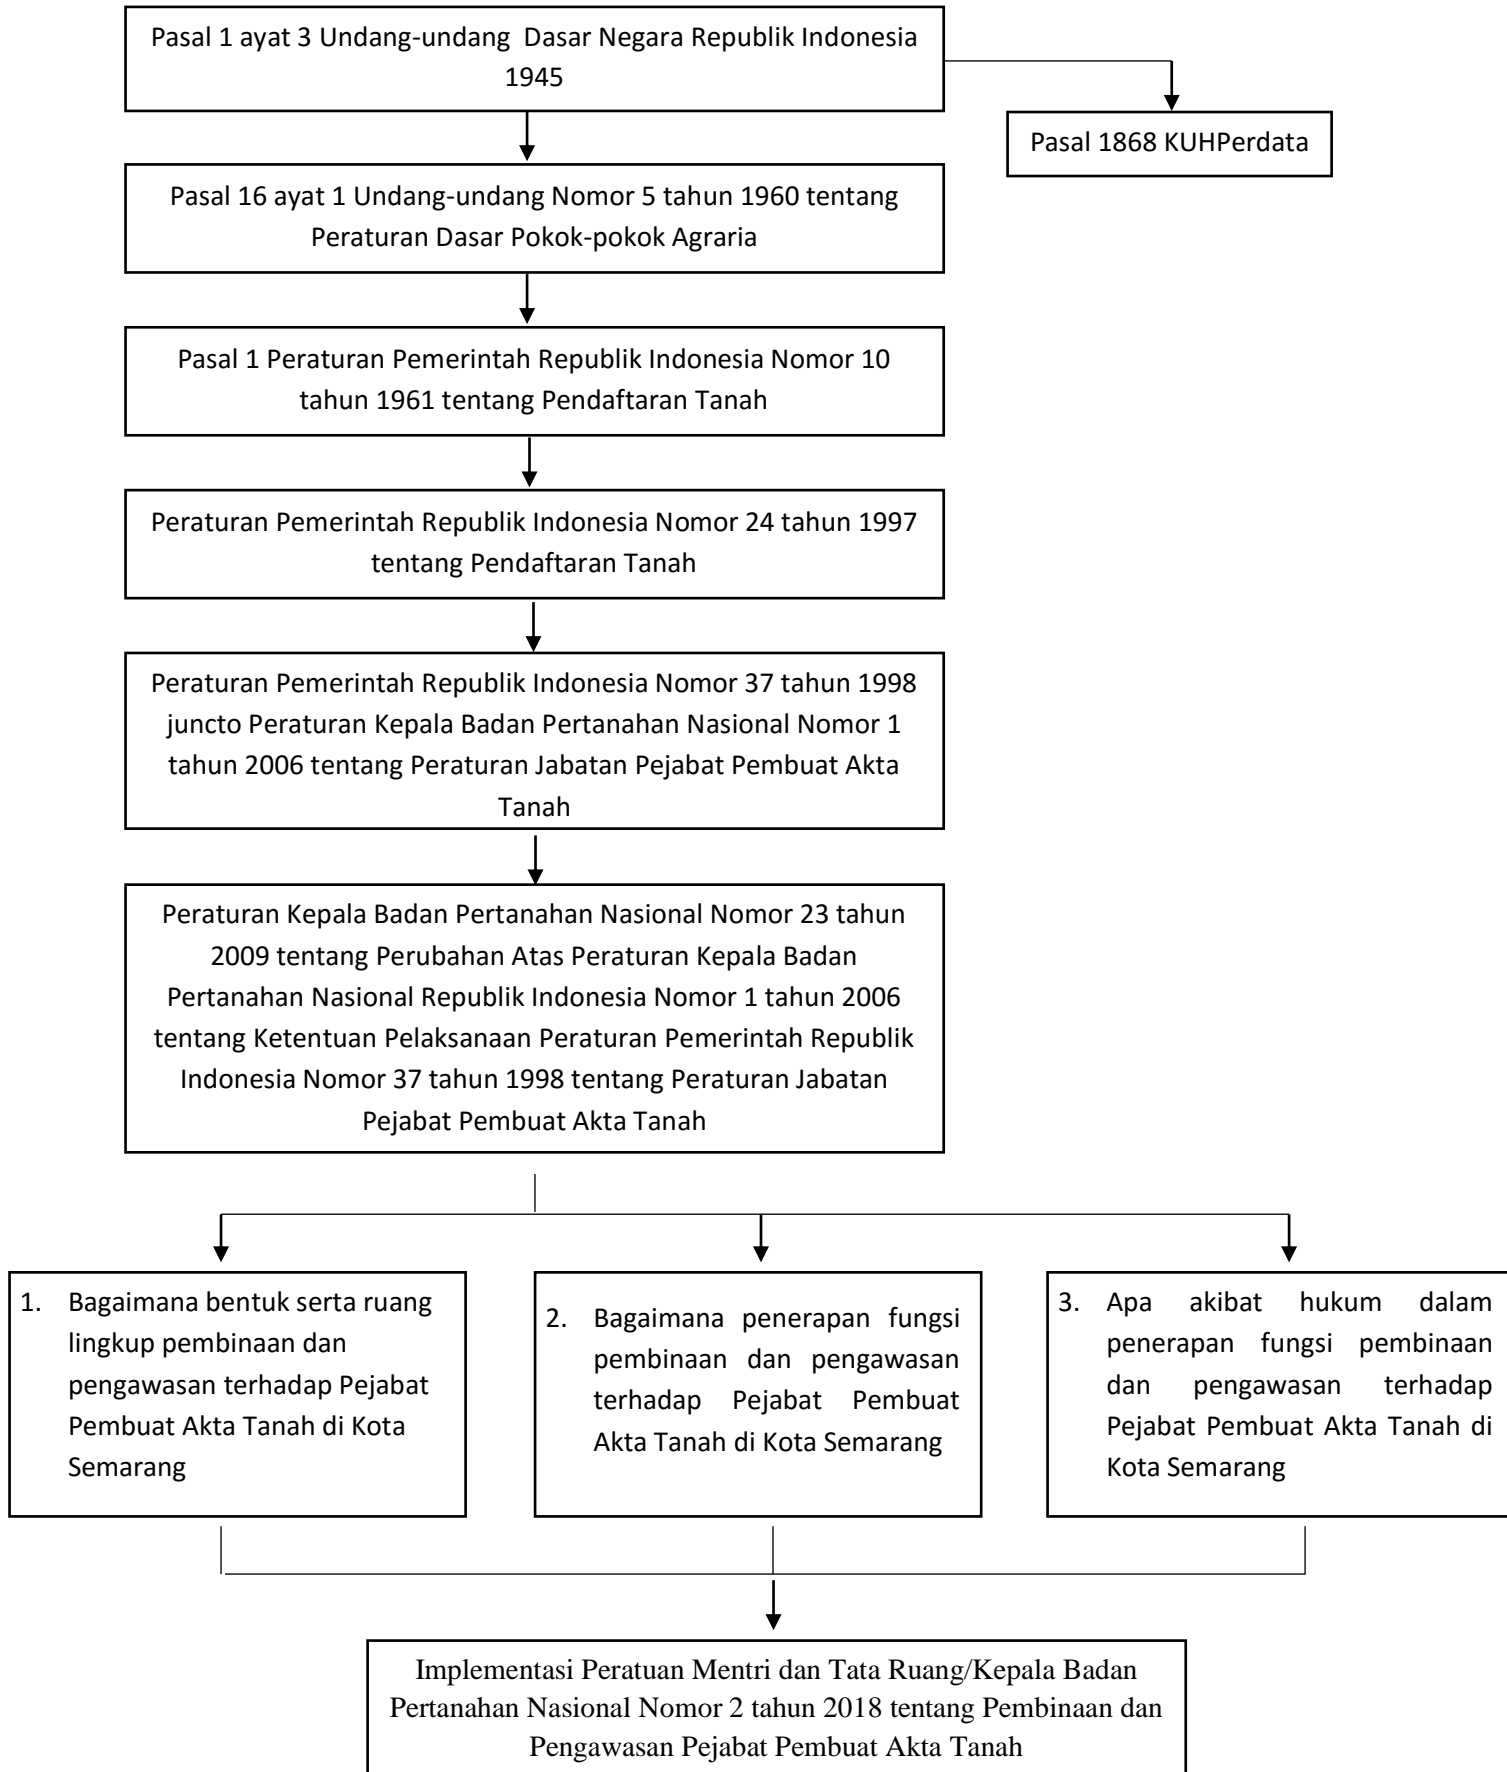 Pasal 1 ayat 3 Undang-undang  Dasar Negara Republik Indonesia
1945
Pasal 1868 KUHPerdata
Pasal 16 ayat 1 Undang-undang Nomor 5 tahun 1960 tentang
Peraturan Dasar Pokok-pokok Agraria
Pasal 1 Peraturan Pemerintah Republik Indonesia Nomor 10
tahun 1961 tentang Pendaftaran Tanah
Peraturan Pemerintah Republik Indonesia Nomor 24 tahun 1997
tentang Pendaftaran Tanah
Peraturan Pemerintah Republik Indonesia Nomor 37 tahun 1998
juncto Peraturan Kepala Badan Pertanahan Nasional Nomor 1
tahun 2006 tentang Peraturan Jabatan Pejabat Pembuat Akta
Tanah
Peraturan Kepala Badan Pertanahan Nasional Nomor 23 tahun
2009 tentang Perubahan Atas Peraturan Kepala Badan
Pertanahan Nasional Republik Indonesia Nomor 1 tahun 2006
tentang Ketentuan Pelaksanaan Peraturan Pemerintah Republik
Indonesia Nomor 37 tahun 1998 tentang Peraturan Jabatan
Pejabat Pembuat Akta Tanah
1. Bagaimana bentuk serta ruang
lingkup pembinaan dan
pengawasan terhadap Pejabat
Pembuat Akta Tanah di Kota
Semarang
2. Bagaimana penerapan fungsi
pembinaan dan pengawasan
terhadap Pejabat Pembuat
Akta Tanah di Kota Semarang
3. Apa akibat hukum dalam
penerapan fungsi pembinaan
dan pengawasan terhadap
Pejabat Pembuat Akta Tanah di
Kota Semarang
Implementasi Peratuan Mentri dan Tata Ruang/Kepala Badan
Pertanahan Nasional Nomor 2 tahun 2018 tentang Pembinaan dan
Pengawasan Pejabat Pembuat Akta Tanah